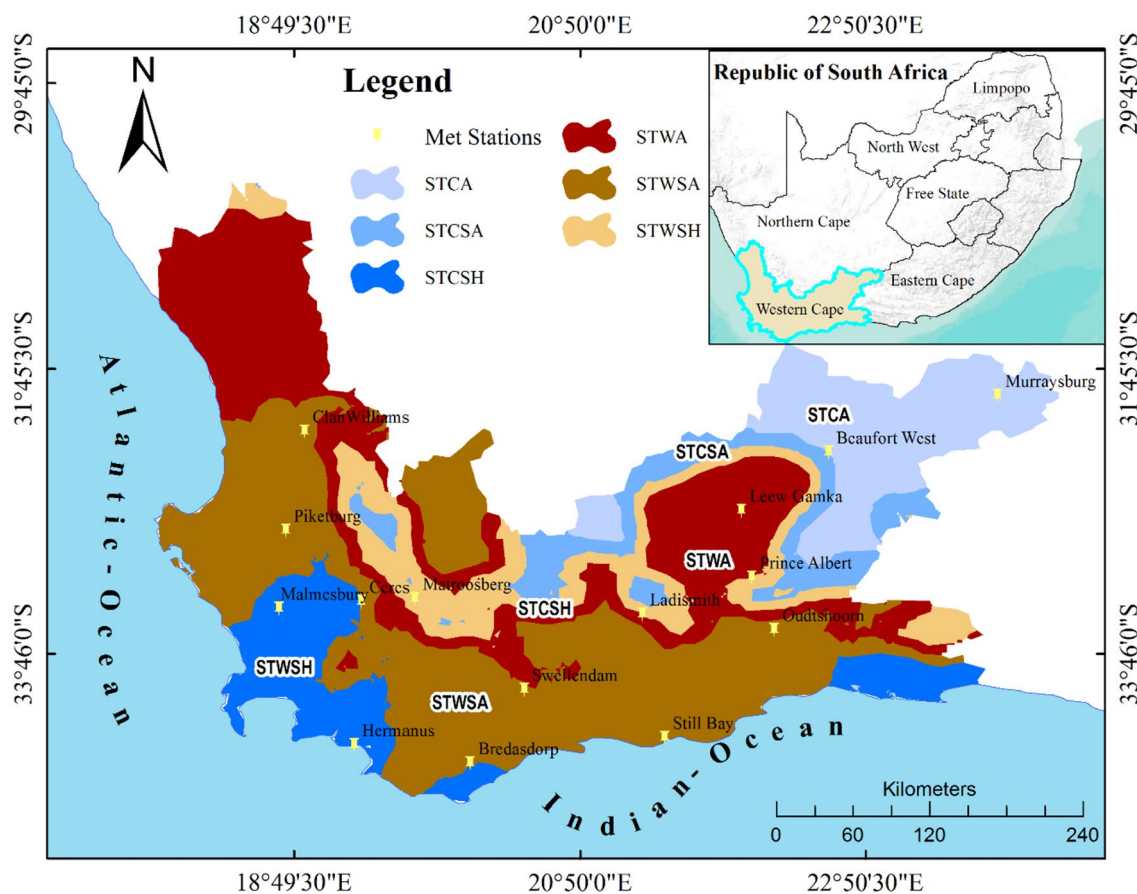 18°49'30"E
20°50'0"E
22°50'30"E
29°45'0"S
29°45'0"S
31°45'30"S
31°45'30"S
33°46'0"S
33°46'0"S
N
Legend
Met Stations
STCA
STCSA
STCSH
STWA
STWSA
STWSH
Republic of South Africa
Limpopo
North West
Free State
Northern Cape
Eastern Cape
Western Cape
Atlantic-Ocean
Murraysburg
STCA
ClanWilliams
Beaufort West
STCSA
Leew Gamka
Piketburg
STWA
Prince Albert
Malmesbury
Ceres
Matroosberg
STCSH
Ladismith
Oudtshoorn
STWSH
Swellendam
STWSA
Hermanus
Still Bay
Bredasdorp
Indian-Ocean
Kilometers
0 60 120 240
18°49'30"E
20°50'0"E
22°50'30"E